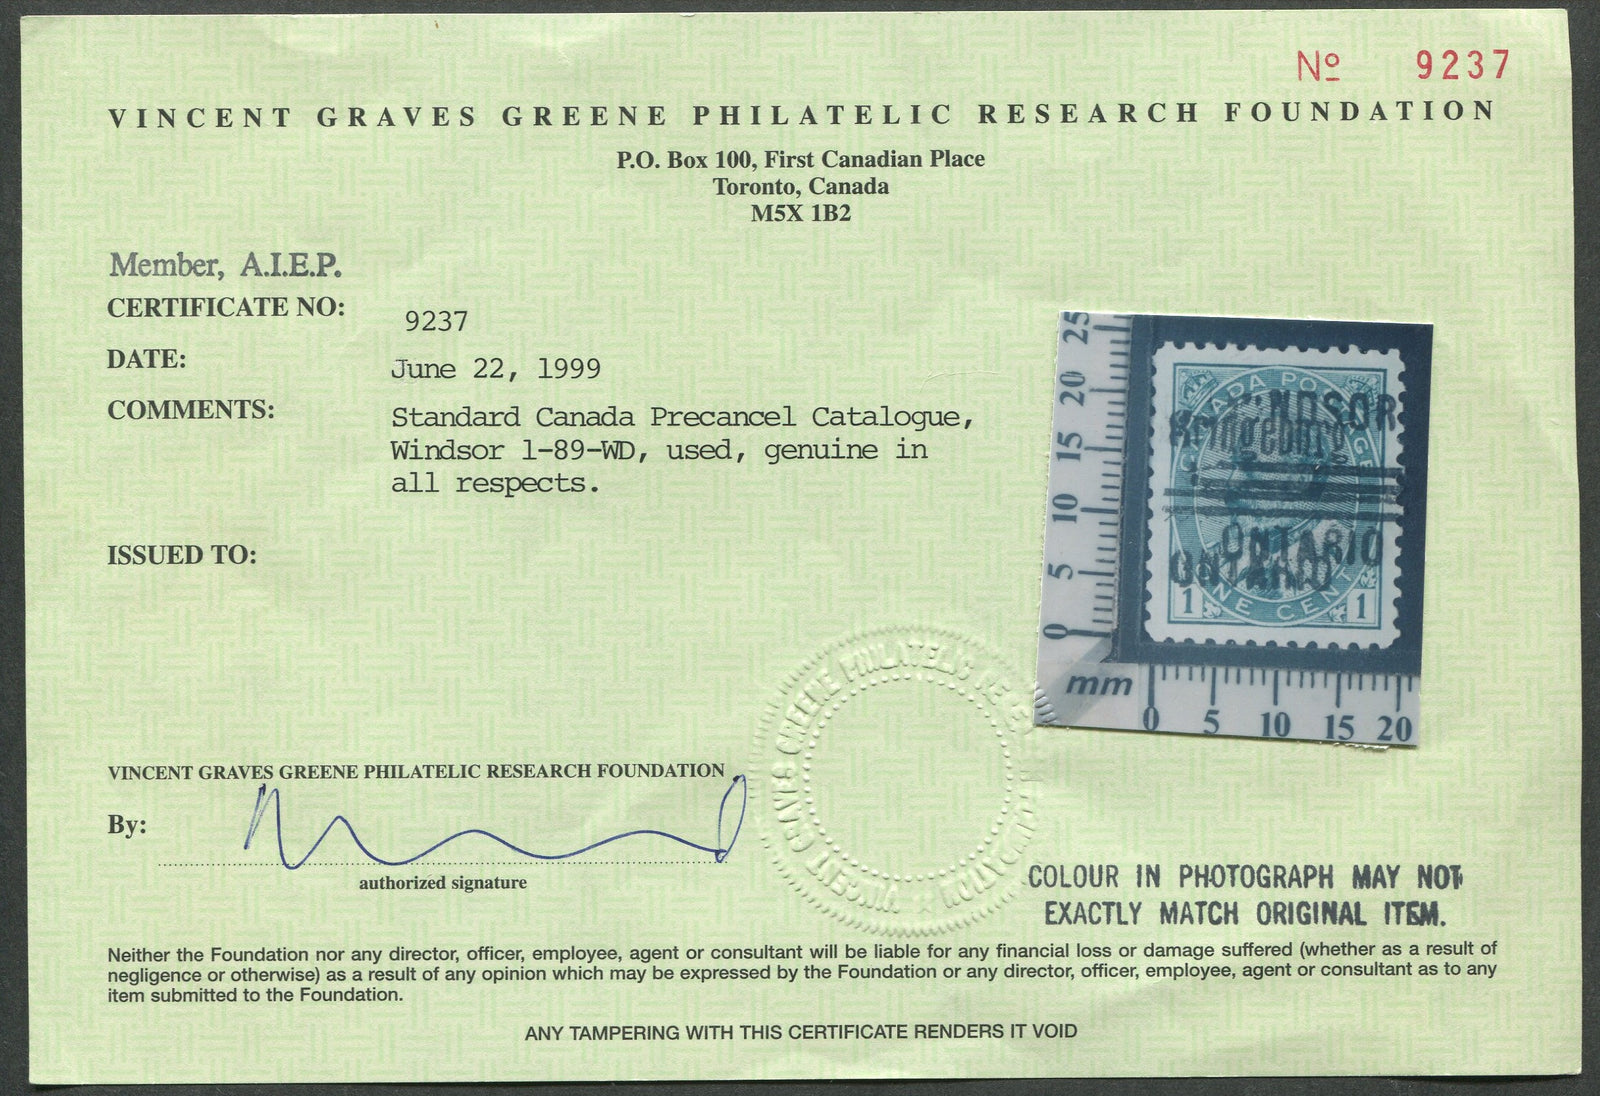 Nº 9237
VINCENT GRAVES GREENE PHILATELIC RESEARCH FOUNDATION
P.O. Box 100, First Canadian Place
Toronto, Canada
M5X 1B2
Member, A.I.E.P.
CERTIFICATE NO: 9237
DATE: June 22, 1999
COMMENTS: Standard Canada Precancel Catalogue,
Windsor 1-89-WD, used, genuine in
all respects.
ISSUED TO:
25
20
15
10
5
0
mm
0 5 10 15 20
WINDSOR
ONTARIO
ONTARIO
1 1
VINCENT GRAVES GREENE PHILATELIC
VINCENT GRAVES GREENE PHILATELIC RESEARCH FOUNDATION
By:
authorized signature
COLOUR IN PHOTOGRAPH MAY NOT
EXACTLY MATCH ORIGINAL ITEM.
Neither the Foundation nor any director, officer, employee, agent or consultant will be liable for any financial loss or damage suffered (whether as a result of
negligence or otherwise) as a result of any opinion which may be expressed by the Foundation or any director, officer, employee, agent or consultant as to any
item submitted to the Foundation.
ANY TAMPERING WITH THIS CERTIFICATE RENDERS IT VOID